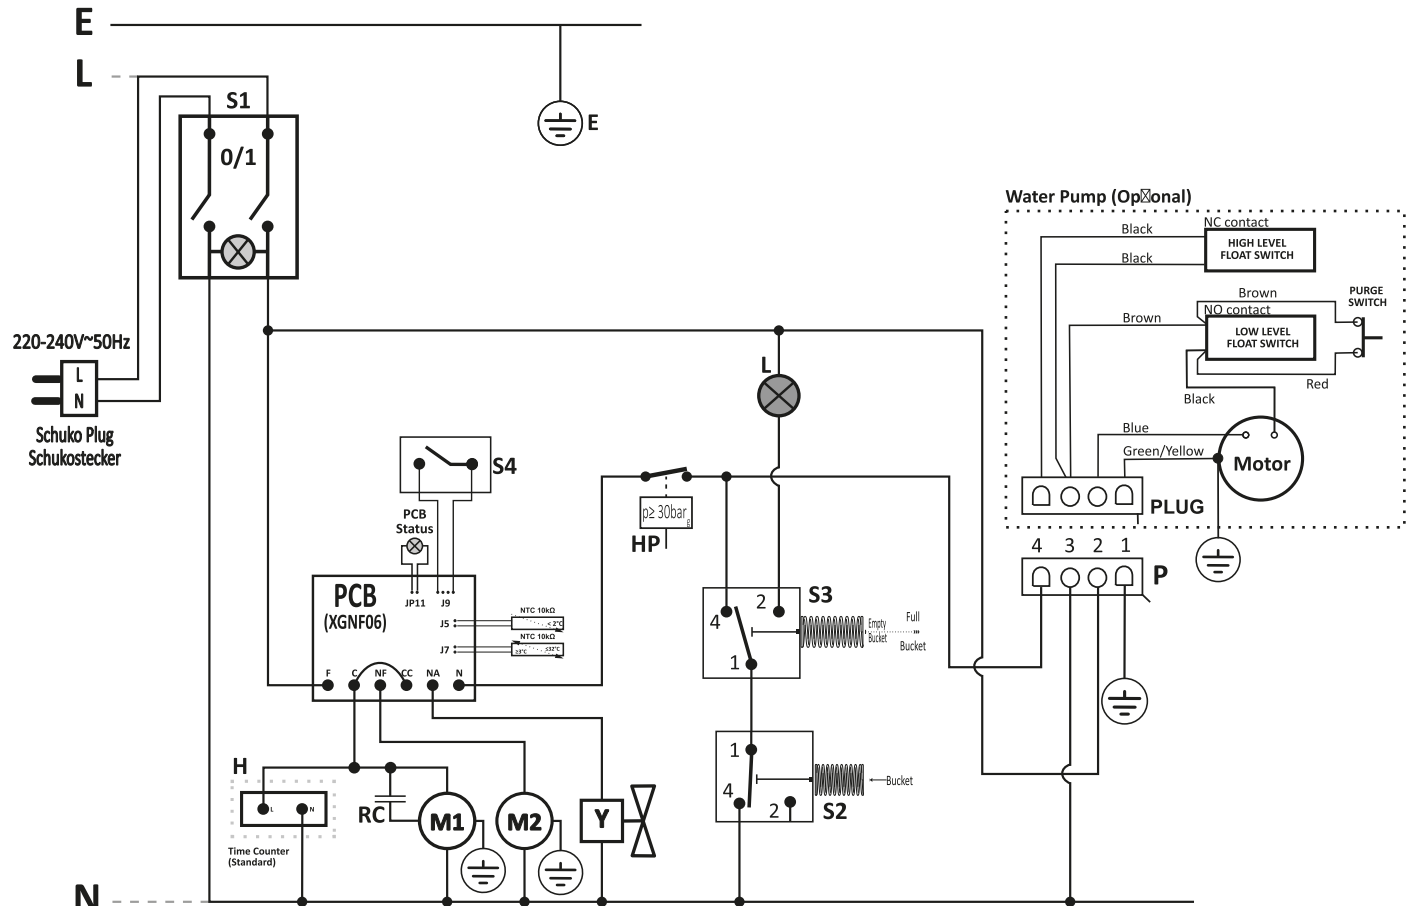 E
L
S1
0/1
E
220-240V~50Hz
L
N
Schuko Plug
Schukostecker
Water Pump (Op☒onal)
NC contact
Black
HIGH LEVEL
FLOAT SWITCH
Black
Brown
PURGE
SWITCH
NO contact
Brown
LOW LEVEL
FLOAT SWITCH
Red
Black
Blue
Green/Yellow
Motor
PLUG
4 3 2 1
P
L
S4
PCB
Status
p≥ 30bar
HP
PCB
(XGNF06)
JP11 J9
J5
J7
NTC 10kΩ
< 2°C
NTC 10kΩ
≥3°C ≤32°C
F C NF CC NA N
S3
4 2
1
Empty
Bucket
Full
Bucket
1
4 2
S2
Bucket
H
L N
Time Counter
(Standard)
RC
M1
M2
Y
N